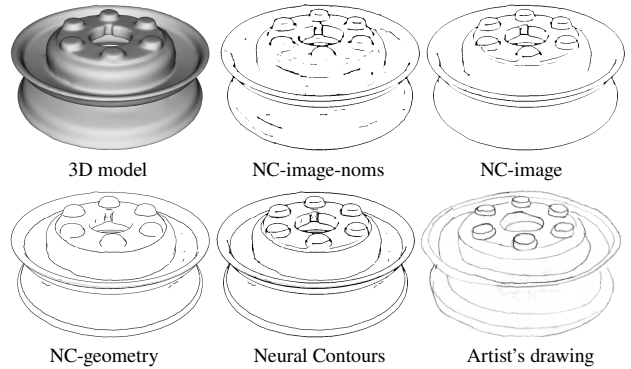 3D model
NC-image-noms
NC-image
NC-geometry
Neural Contours
Artist's drawing